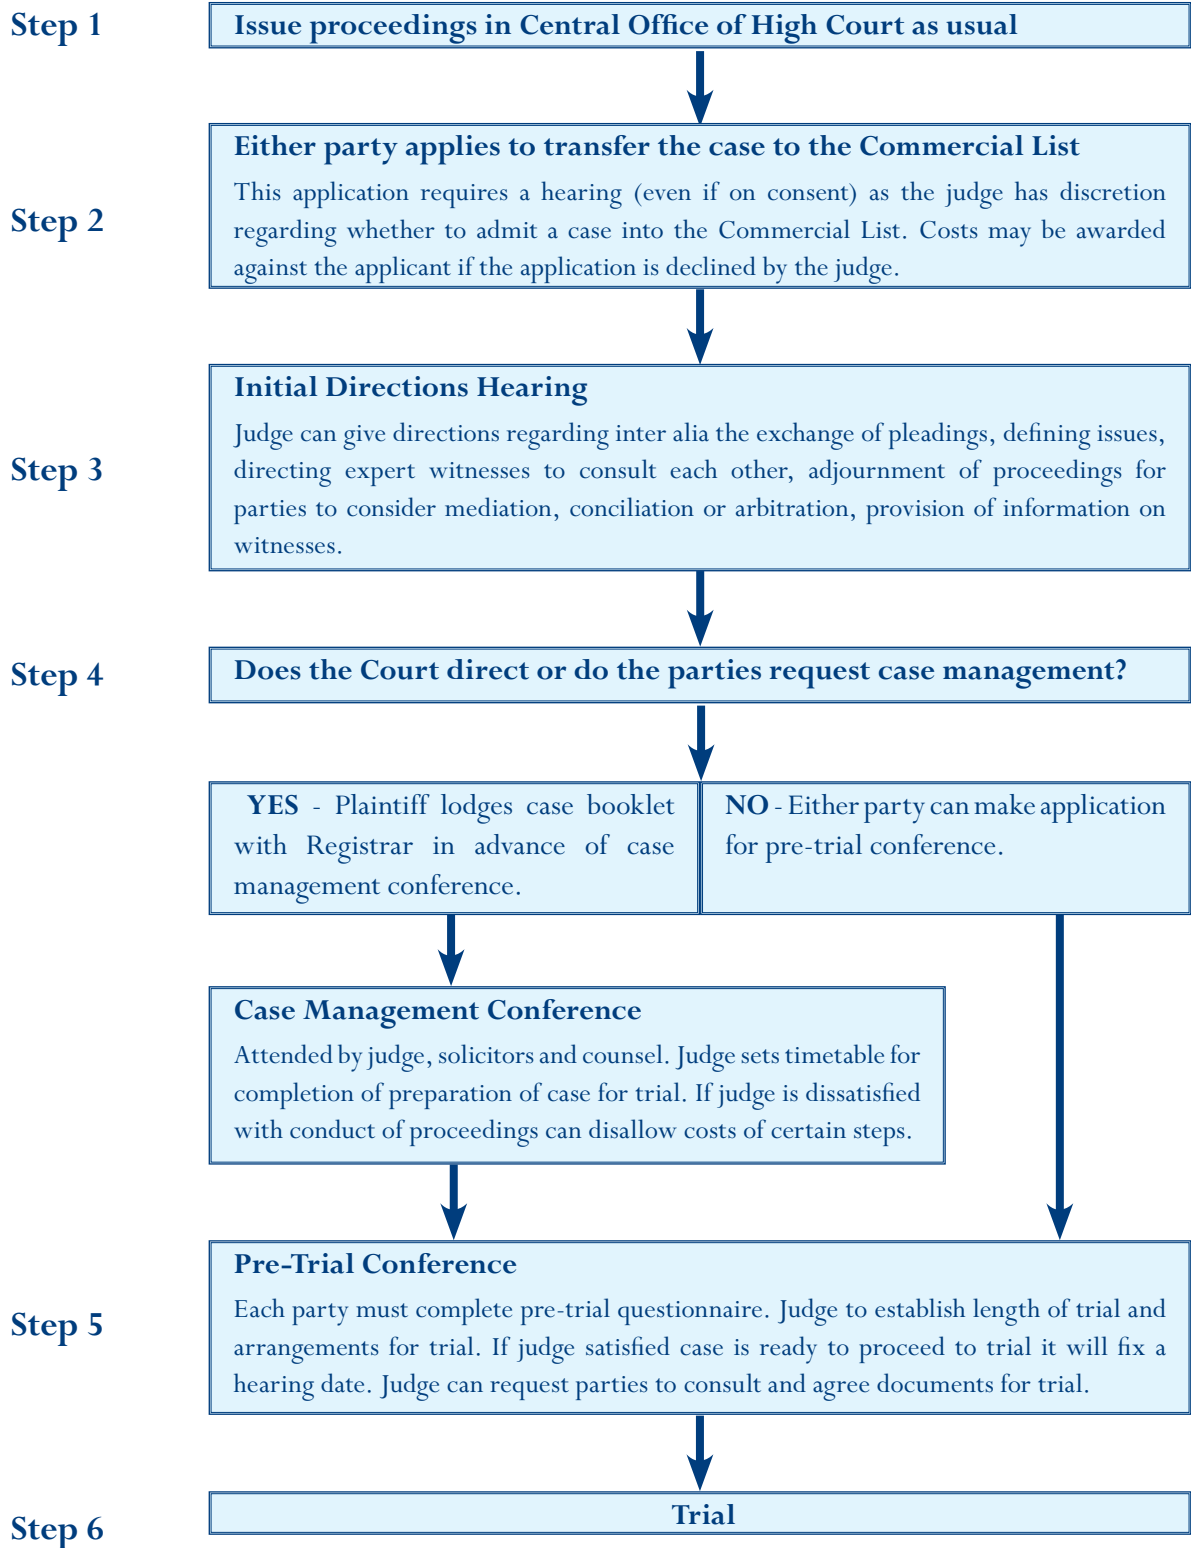 Step 1
Issue proceedings in Central Office of High Court as usual
Step 2
Either party applies to transfer the case to the Commercial List
This application requires a hearing (even if on consent) as the judge has discretion
regarding whether to admit a case into the Commercial List. Costs may be awarded
against the applicant if the application is declined by the judge.
Step 3
Initial Directions Hearing
Judge can give directions regarding inter alia the exchange of pleadings, defining issues,
directing expert witnesses to consult each other, adjournment of proceedings for
parties to consider mediation, conciliation or arbitration, provision of information on
witnesses.
Step 4
Does the Court direct or do the parties request case management?
YES - Plaintiff lodges case booklet
with Registrar in advance of case
management conference.
NO - Either party can make application
for pre-trial conference.
Case Management Conference
Attended by judge, solicitors and counsel. Judge sets timetable for
completion of preparation of case for trial. If judge is dissatisfied
with conduct of proceedings can disallow costs of certain steps.
Step 5
Pre-Trial Conference
Each party must complete pre-trial questionnaire. Judge to establish length of trial and
arrangements for trial. If judge satisfied case is ready to proceed to trial it will fix a
hearing date. Judge can request parties to consult and agree documents for trial.
Step 6
Trial